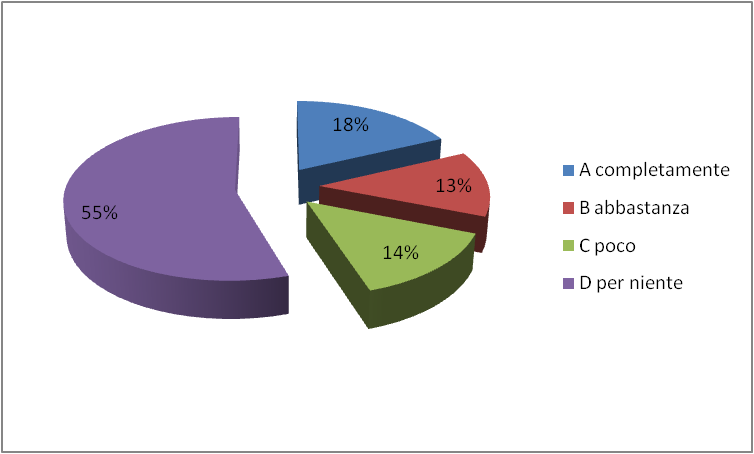 18%
13%
14%
55%
A completamente
B abbastanza
C poco
D per niente